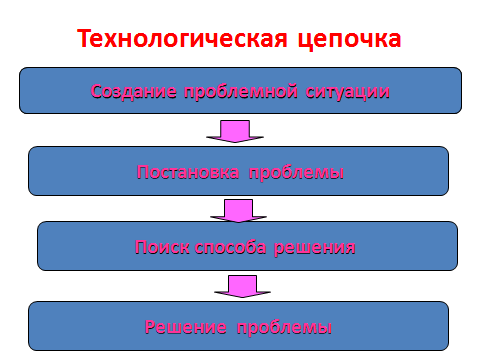 Технологическая цепочка
Создание проблемной ситуации
Постановка проблемы
Поиск способа решения
Решение проблемы